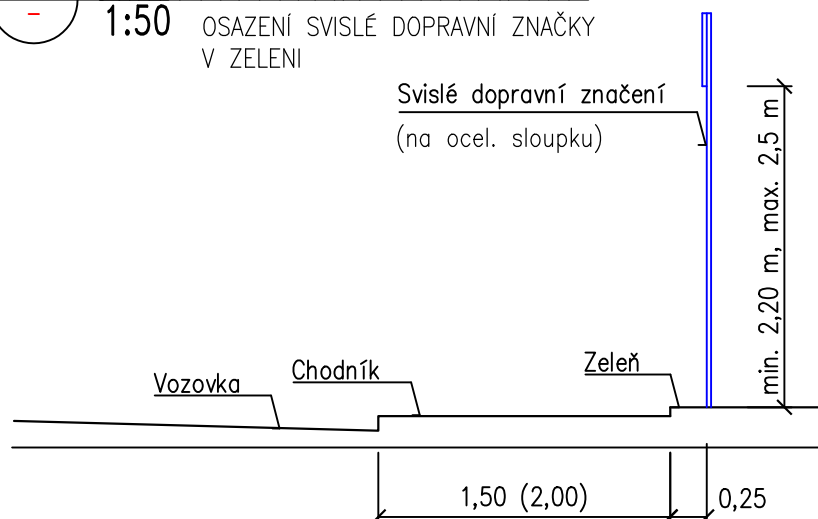 –
1:50
OSAZENÍ SVISLÉ DOPRAVNÍ ZNAČKY
V ZELENI
Svislé dopravní značení
(na ocel. sloupku)
min. 2,20 m, max. 2,5 m
Vozovka
Chodník
Zeleň
1,50 (2,00)
0,25